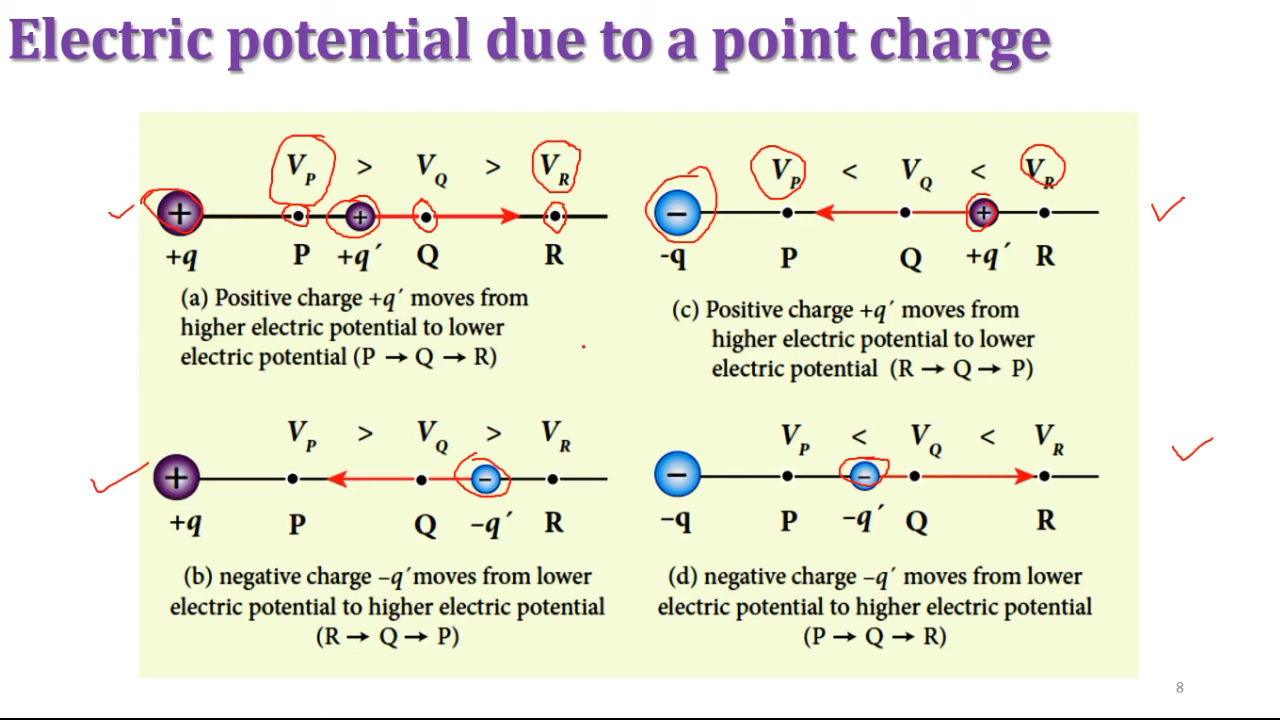 Electric potential due to a point charge
V_P > V_Q > V_R
+
+
+q P +q′ Q R
(a) Positive charge +q′ moves from
higher electric potential to lower
electric potential (P → Q → R)
V_P < V_Q < V_R
−
+
-q P Q +q′ R
(c) Positive charge +q′ moves from
higher electric potential to lower
electric potential (R → Q → P)
V_P > V_Q > V_R
+
−
+q P Q −q′ R
(b) negative charge −q′moves from lower
electric potential to higher electric potential
(R → Q → P)
V_P < V_Q < V_R
−
−
−q P −q′ Q R
(d) negative charge −q′ moves from lower
electric potential to higher electric potential
(P → Q → R)
8